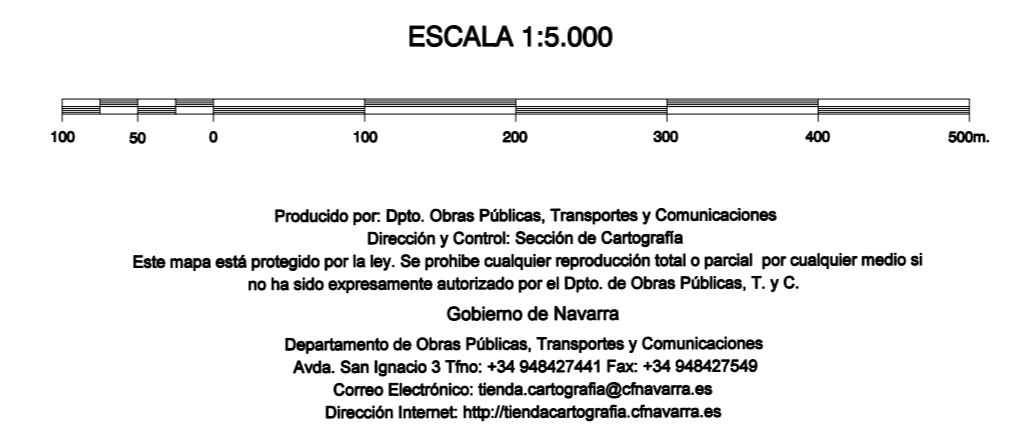 ESCALA 1:5.000
100 50 0 100 200 300 400 500m.
Producido por: Dpto. Obras Públicas, Transportes y Comunicaciones
Dirección y Control: Sección de Cartografía
Este mapa está protegido por la ley. Se prohibe cualquier reproducción total o parcial por cualquier medio si
no ha sido expresamente autorizado por el Dpto. de Obras Públicas, T. y C.
Gobierno de Navarra
Departamento de Obras Públicas, Transportes y Comunicaciones
Avda. San Ignacio 3 Tfno: +34 948427441 Fax: +34 948427549
Correo Electrónico: tienda.cartografia@cfnavarra.es
Dirección Internet: http://tiendacartografia.cfnavarra.es